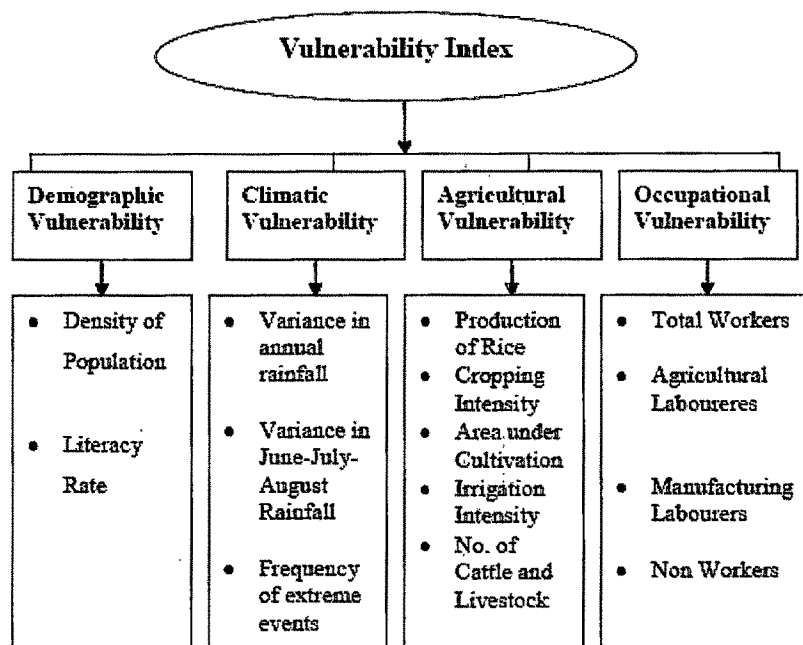 Vulnerability Index
Demographic
Vulnerability
Climatic
Vulnerability
Agricultural
Vulnerability
Occupational
Vulnerability
• Density of
Population
• Literacy
Rate
• Variance in
annual
rainfall
• Variance in
June-July-
August
Rainfall
• Frequency
of extreme
events
• Production
of Rice
• Cropping
Intensity
• Area under
Cultivation
• Irrigation
Intensity
• No. of
Cattle and
Livestock
• Total Workers
• Agricultural
Laboureres
• Manufacturing
Labourers
• Non Workers